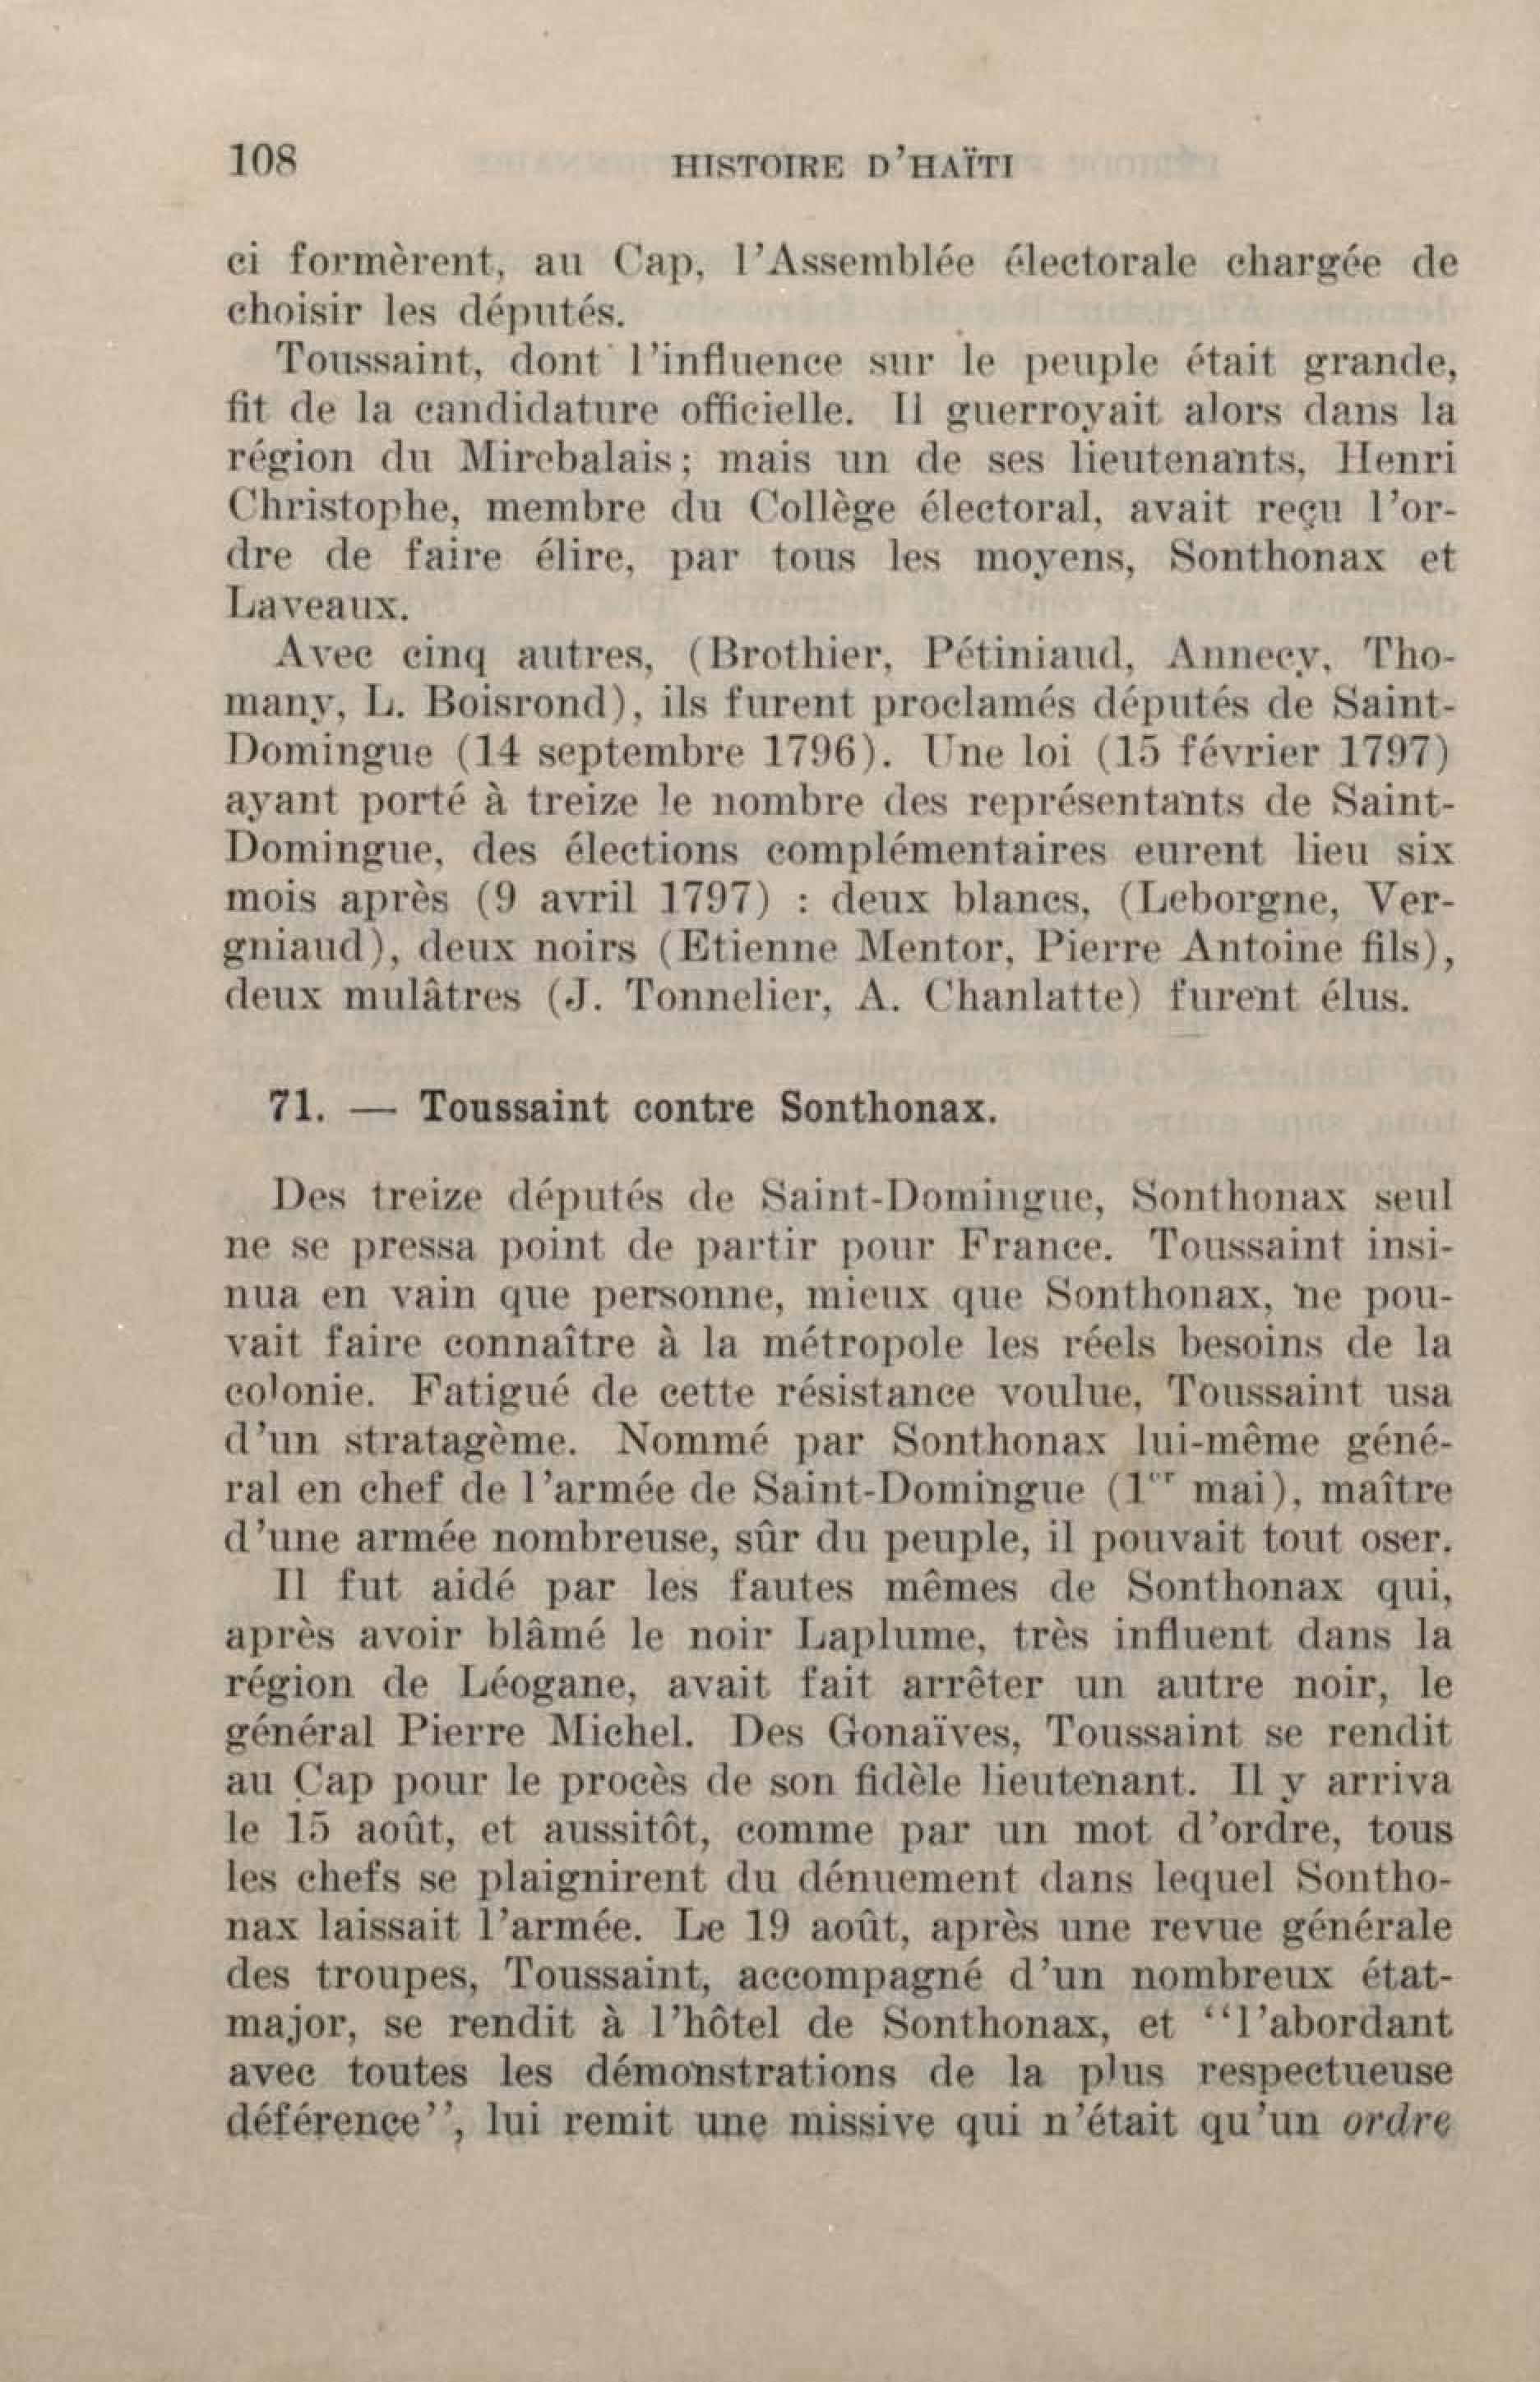 108 HISTOIRE D'HAÏTI
ci formèrent, au Cap, l'Assemblée électorale chargée de
choisir les députés.
Toussaint, dont l'influence sur le peuple était grande,
fit de la candidature officielle. Il guerroyait alors dans la
région du Mirebalais; mais un de ses lieutenants, Henri
Christophe, membre du Collège électoral, avait reçu l'or-
dre de faire élire, par tous les moyens, Sonthonax et
Laveaux.
Avec cinq autres, (Brothier, Pétiniaud, Annecy, Tho-
many, L. Boisrond), ils furent proclamés députés de Saint-
Domingue (14 septembre 1796). Une loi (15 février 1797)
ayant porté à treize le nombre des représentants de Saint-
Domingue, des élections complémentaires eurent lieu six
mois après (9 avril 1797) : deux blancs, (Leborgne, Ver-
gniaud), deux noirs (Etienne Mentor, Pierre Antoine fils),
deux mulâtres (J. Tonnelier, A. Chanlatte) furent élus.
71. — Toussaint contre Sonthonax.
Des treize députés de Saint-Domingue, Sonthonax seul
ne se pressa point de partir pour France. Toussaint insi-
nua en vain que personne, mieux que Sonthonax, ne pou-
vait faire connaître à la métropole les réels besoins de la
colonie. Fatigué de cette résistance voulue, Toussaint usa
d'un stratagème. Nommé par Sonthonax lui-même géné-
ral en chef de l'armée de Saint-Domingue (1er mai), maître
d'une armée nombreuse, sûr du peuple, il pouvait tout oser.
Il fut aidé par les fautes mêmes de Sonthonax qui,
après avoir blâmé le noir Laplume, très influent dans la
région de Léogane, avait fait arrêter un autre noir, le
général Pierre Michel. Des Gonaïves, Toussaint se rendit
au Cap pour le procès de son fidèle lieutenant. Il y arriva
le 15 août, et aussitôt, comme par un mot d'ordre, tous
les chefs se plaignirent du dénuement dans lequel Sontho-
nax laissait l'armée. Le 19 août, après une revue générale
des troupes, Toussaint, accompagné d'un nombreux état-
major, se rendit à l'hôtel de Sonthonax, et "l'abordant
avec toutes les démonstrations de la plus respectueuse
déférence", lui remit une missive qui n'était qu'un ordre